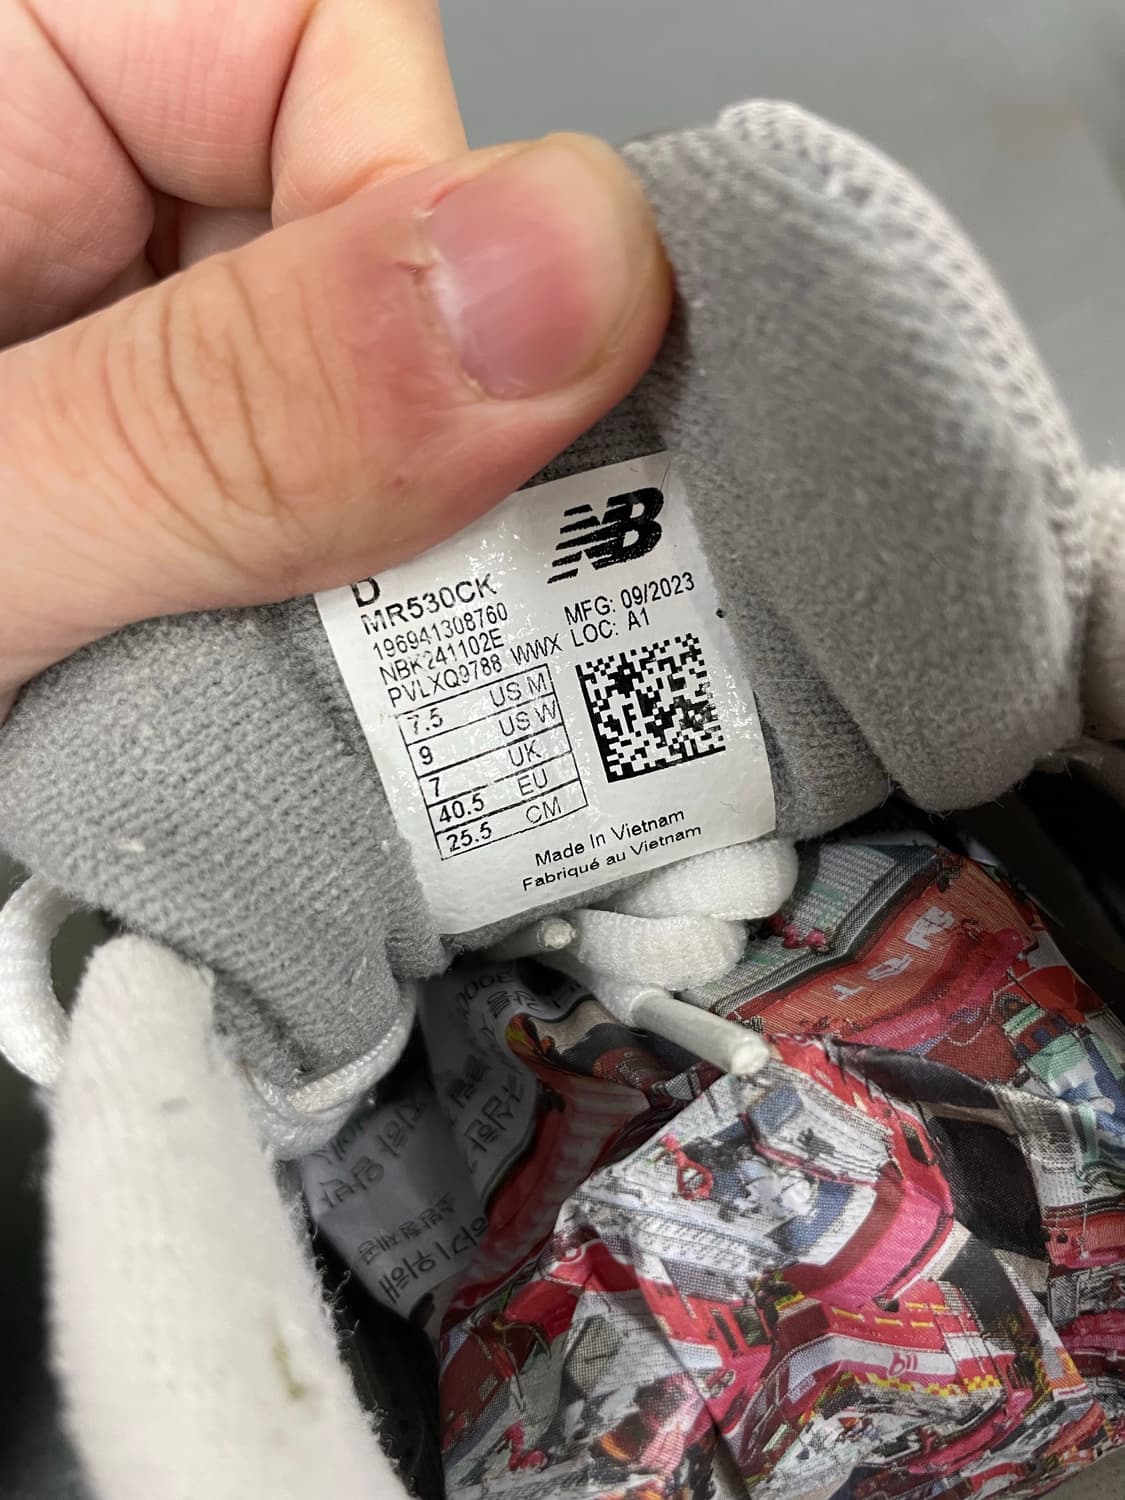 NB
D
MR530CK
196941308760
NBK241102E
PVLXQ9788 WWX
MFG: 09/2023
LOC: A1
7.5 US M
9 US W
7 UK
40.5 EU
25.5 CM
Made In Vietnam
Fabriqué au Vietnam